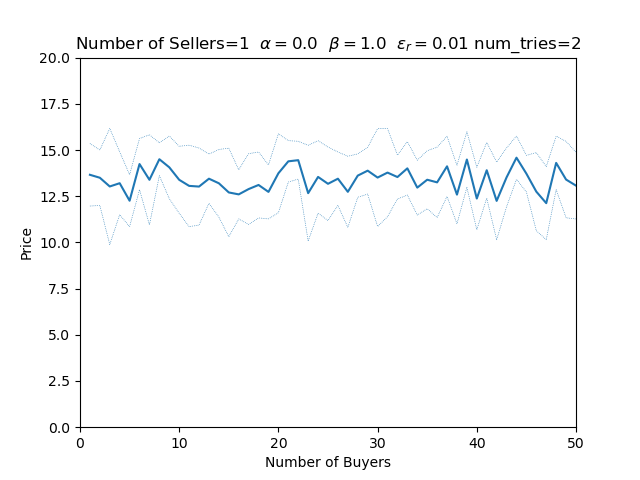 Number of Sellers=1 α = 0.0 β = 1.0 εr = 0.01 num_tries=2
20.0
17.5
15.0
12.5
10.0
7.5
5.0
2.5
0.0
Price
0 10 20 30 40 50
Number of Buyers